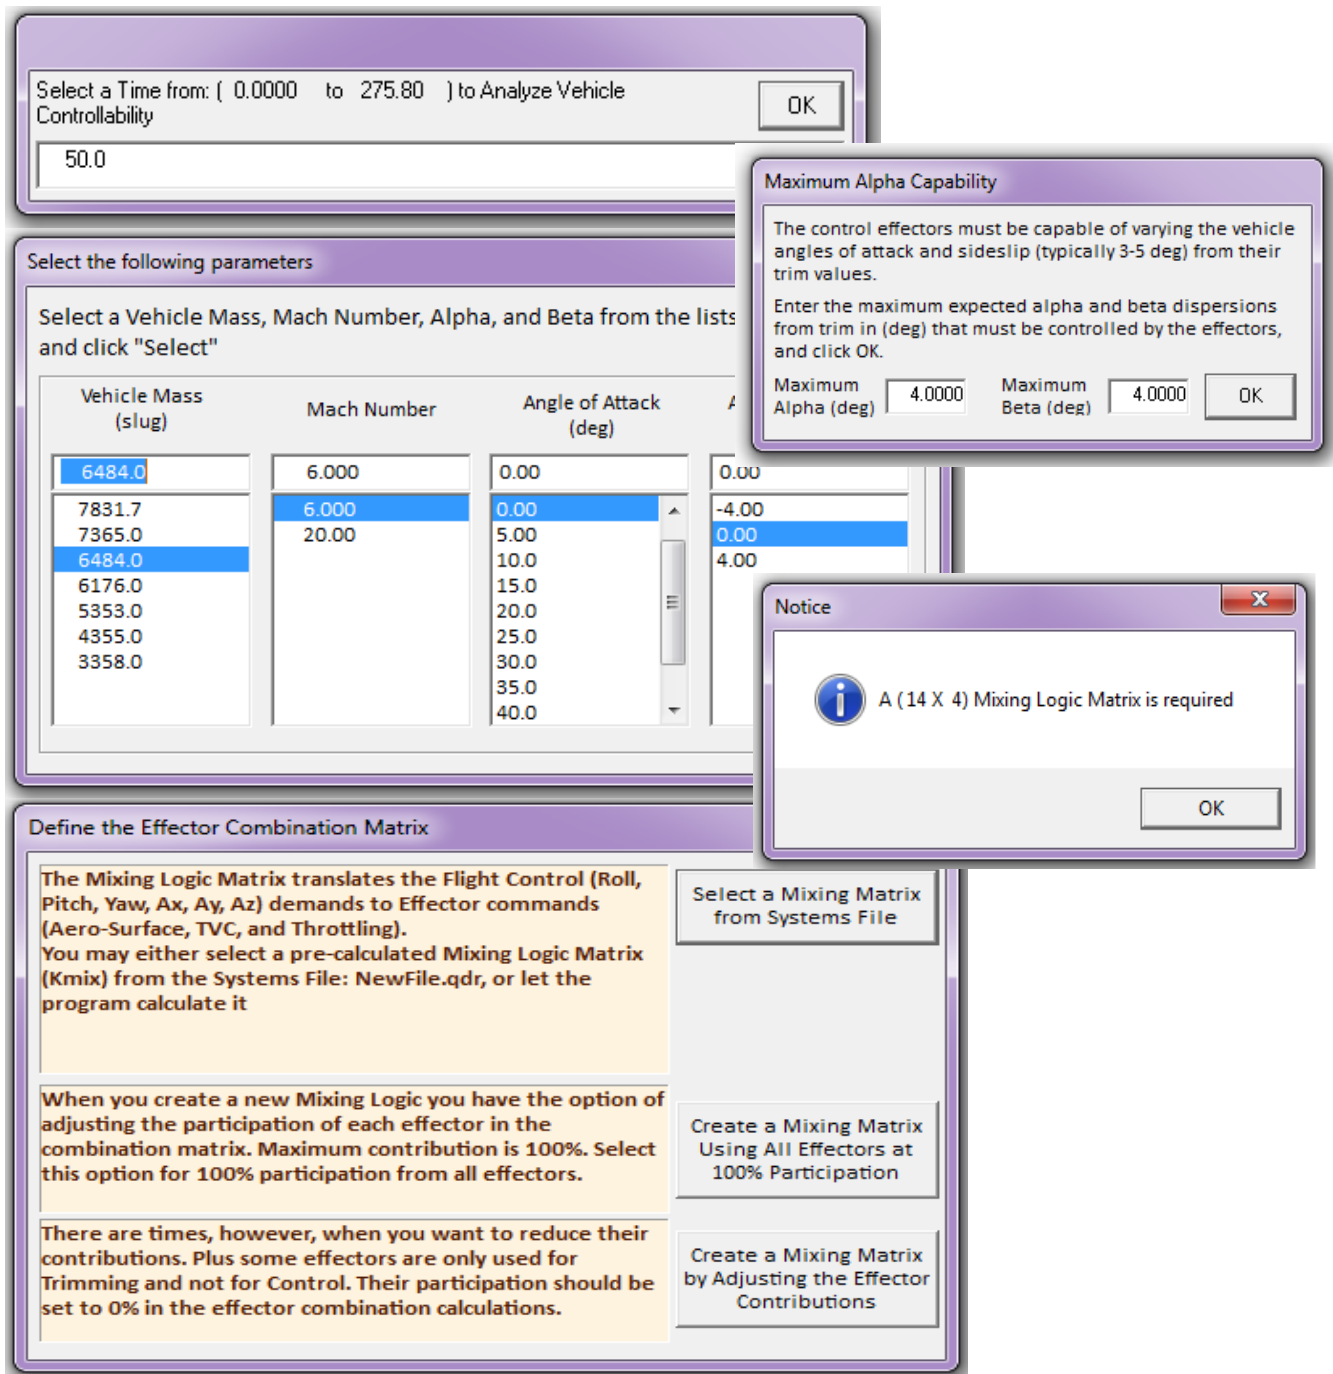 Select a Time from: ( 0.0000 to 275.80 ) to Analyze Vehicle
Controllability
OK
50.0
Maximum Alpha Capability
The control effectors must be capable of varying the vehicle
angles of attack and sideslip (typically 3-5 deg) from their
trim values.
Enter the maximum expected alpha and beta dispersions
from trim in (deg) that must be controlled by the effectors,
and click OK.
Maximum
Alpha (deg)
4.0000
Maximum
Beta (deg)
4.0000
OK
Select the following parameters
Select a Vehicle Mass, Mach Number, Alpha, and Beta from the lists
and click "Select"
Vehicle Mass
(slug)
Mach Number
Angle of Attack
(deg)
6484.0
6.000
0.00
0.00
7831.7
7365.0
6484.0
6176.0
5353.0
4355.0
3358.0
6.000
20.00
0.00
5.00
10.0
15.0
20.0
25.0
30.0
35.0
40.0
-4.00
0.00
4.00
Notice
A ( 14 X 4) Mixing Logic Matrix is required
OK
Define the Effector Combination Matrix
The Mixing Logic Matrix translates the Flight Control (Roll,
Pitch, Yaw, Ax, Ay, Az) demands to Effector commands
(Aero-Surface, TVC, and Throttling).
You may either select a pre-calculated Mixing Logic Matrix
(Kmix) from the Systems File: NewFile.qdr, or let the
program calculate it
Select a Mixing Matrix
from Systems File
When you create a new Mixing Logic you have the option of
adjusting the participation of each effector in the
combination matrix. Maximum contribution is 100%. Select
this option for 100% participation from all effectors.
Create a Mixing Matrix
Using All Effectors at
100% Participation
There are times, however, when you want to reduce their
contributions. Plus some effectors are only used for
Trimming and not for Control. Their participation should be
set to 0% in the effector combination calculations.
Create a Mixing Matrix
by Adjusting the Effector
Contributions